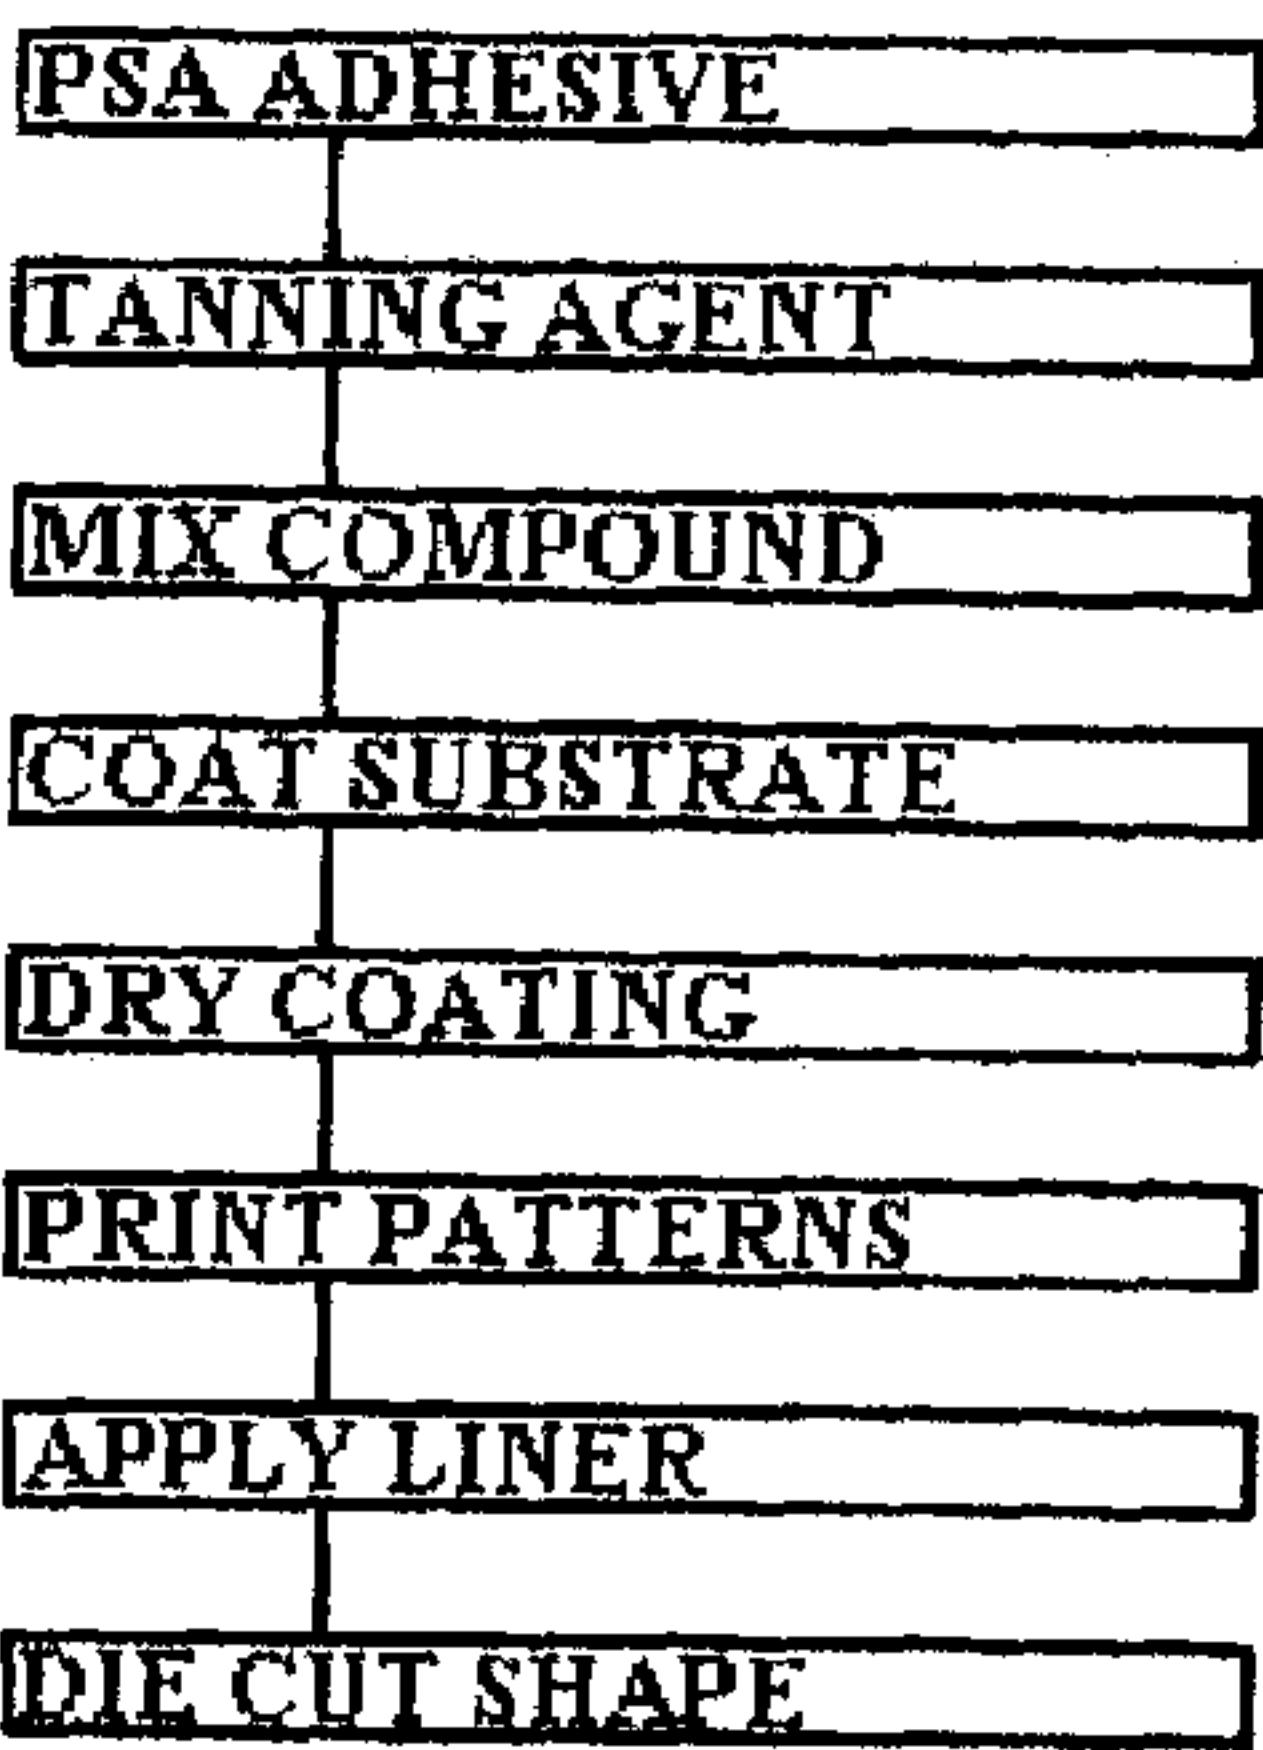 PSA ADHESIVE
TANNING AGENT
MIX COMPOUND
COAT SUBSTRATE
DRY COATING
PRINT PATTERNS
APPLY LINER
DIE CUT SHAPE